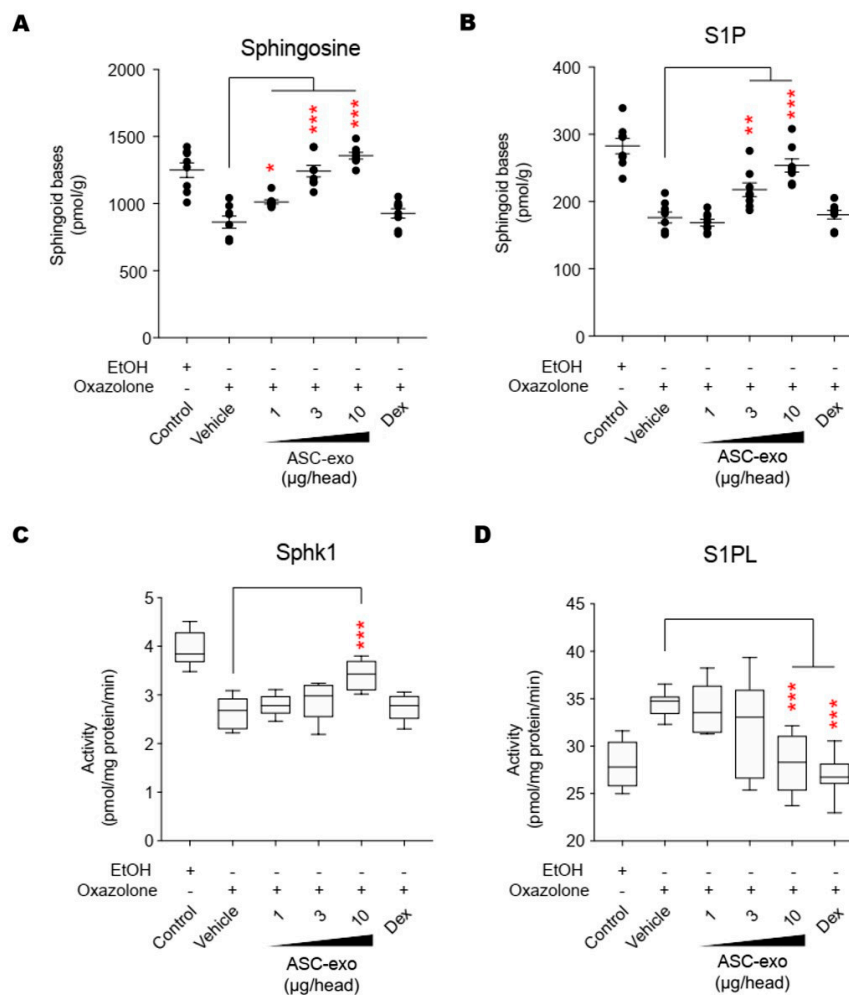 A
Sphingosine
Sphingoid bases
(pmol/g)
2000
1500
1000
500
0
*
***
***
EtOH + - - - - -
Oxazolone - + + + + +
Control Vehicle 1 3 10 Dex
ASC-exo
(µg/head)
B
S1P
Sphingoid bases
(pmol/g)
400
300
200
100
0
**
***
EtOH + - - - - -
Oxazolone - + + + + +
Control Vehicle 1 3 10 Dex
ASC-exo
(µg/head)
C
Sphk1
Activity
(pmol/mg protein/min)
5
4
3
2
1
0
***
EtOH + - - - - -
Oxazolone - + + + + +
Control Vehicle 1 3 10 Dex
ASC-exo
(µg/head)
D
S1PL
Activity
(pmol/mg protein/min)
45
40
35
30
25
20
***
***
EtOH + - - - - -
Oxazolone - + + + + +
Control Vehicle 1 3 10 Dex
ASC-exo
(µg/head)